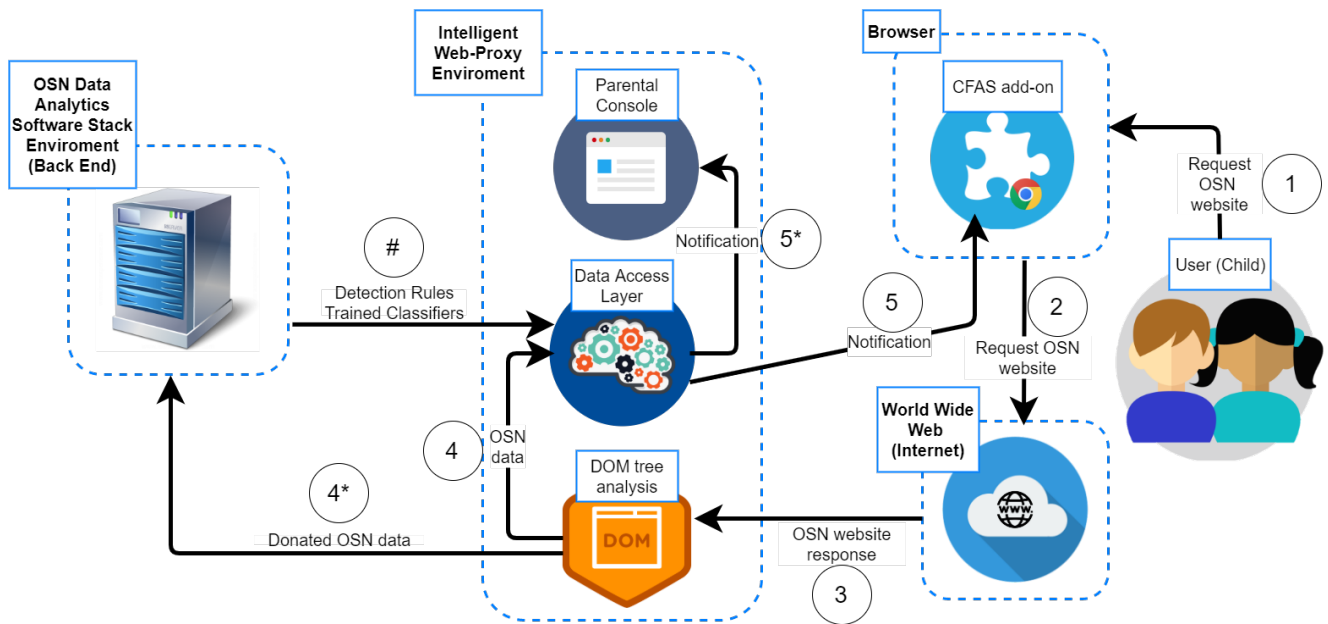 OSN Data
Analytics
Software Stack
Enviroment
(Back End)
#
Detection Rules
Trained Classifiers
4*
Donated OSN data
Intelligent
Web-Proxy
Enviroment
Parental
Console
Notification
5*
Data Access
Layer
4
OSN
data
DOM tree
analysis
DOM
Browser
CFAS add-on
5
Notification
2
Request OSN
website
World Wide
Web
(Internet)
www.
OSN website
response
3
Request
OSN
website
1
User (Child)